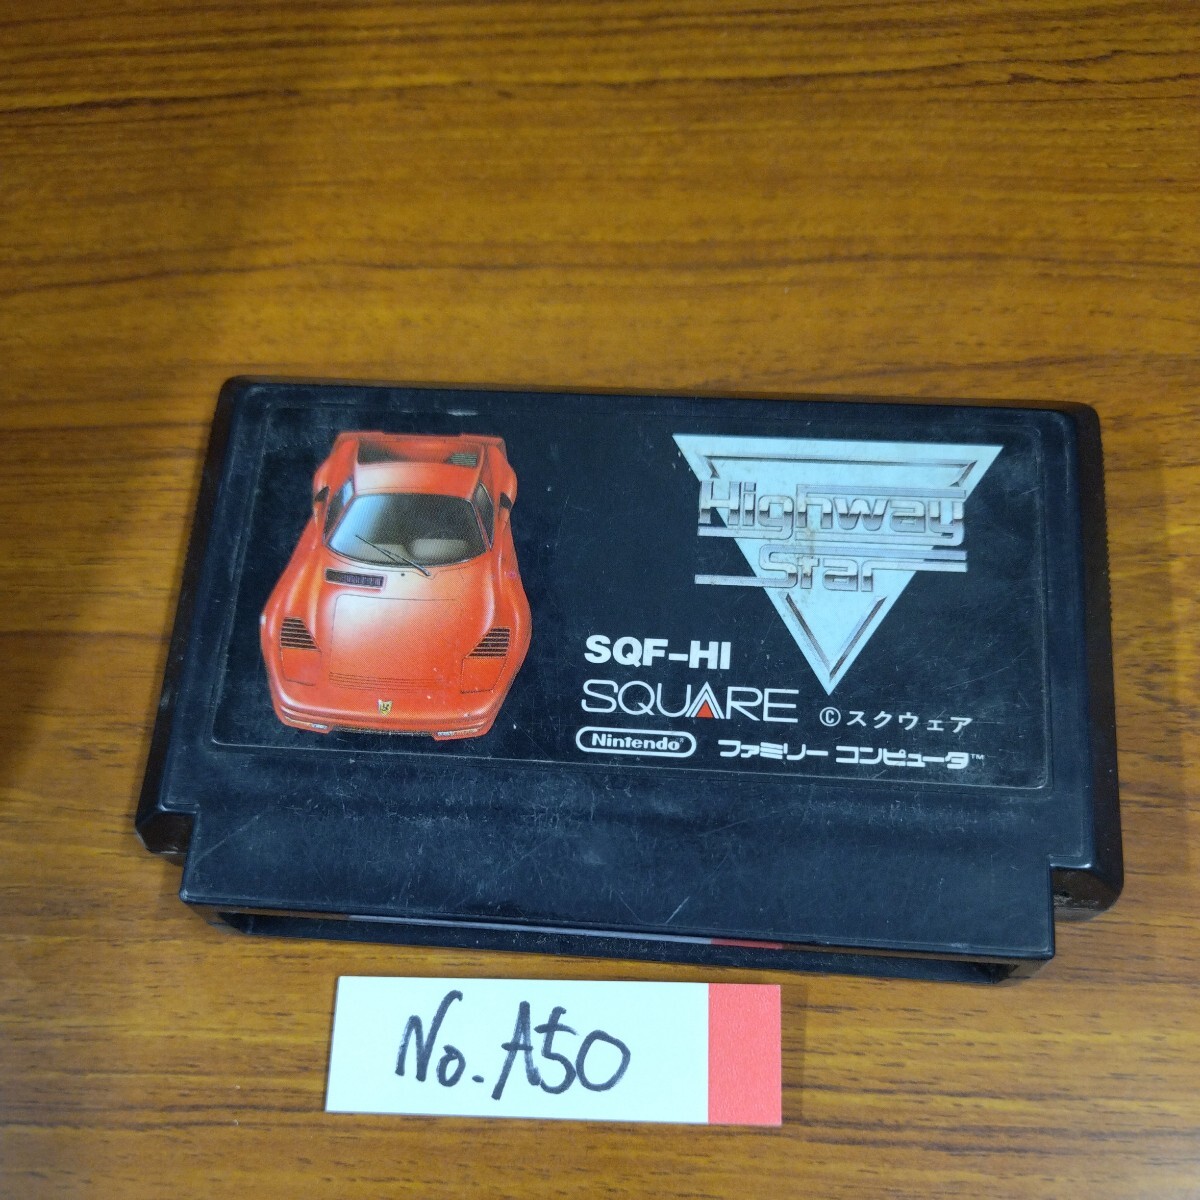 Highway
Star
SQF-HI
SQUARE
©スクウェア
Nintendo®
ファミリー コンピュータ™
No. A50